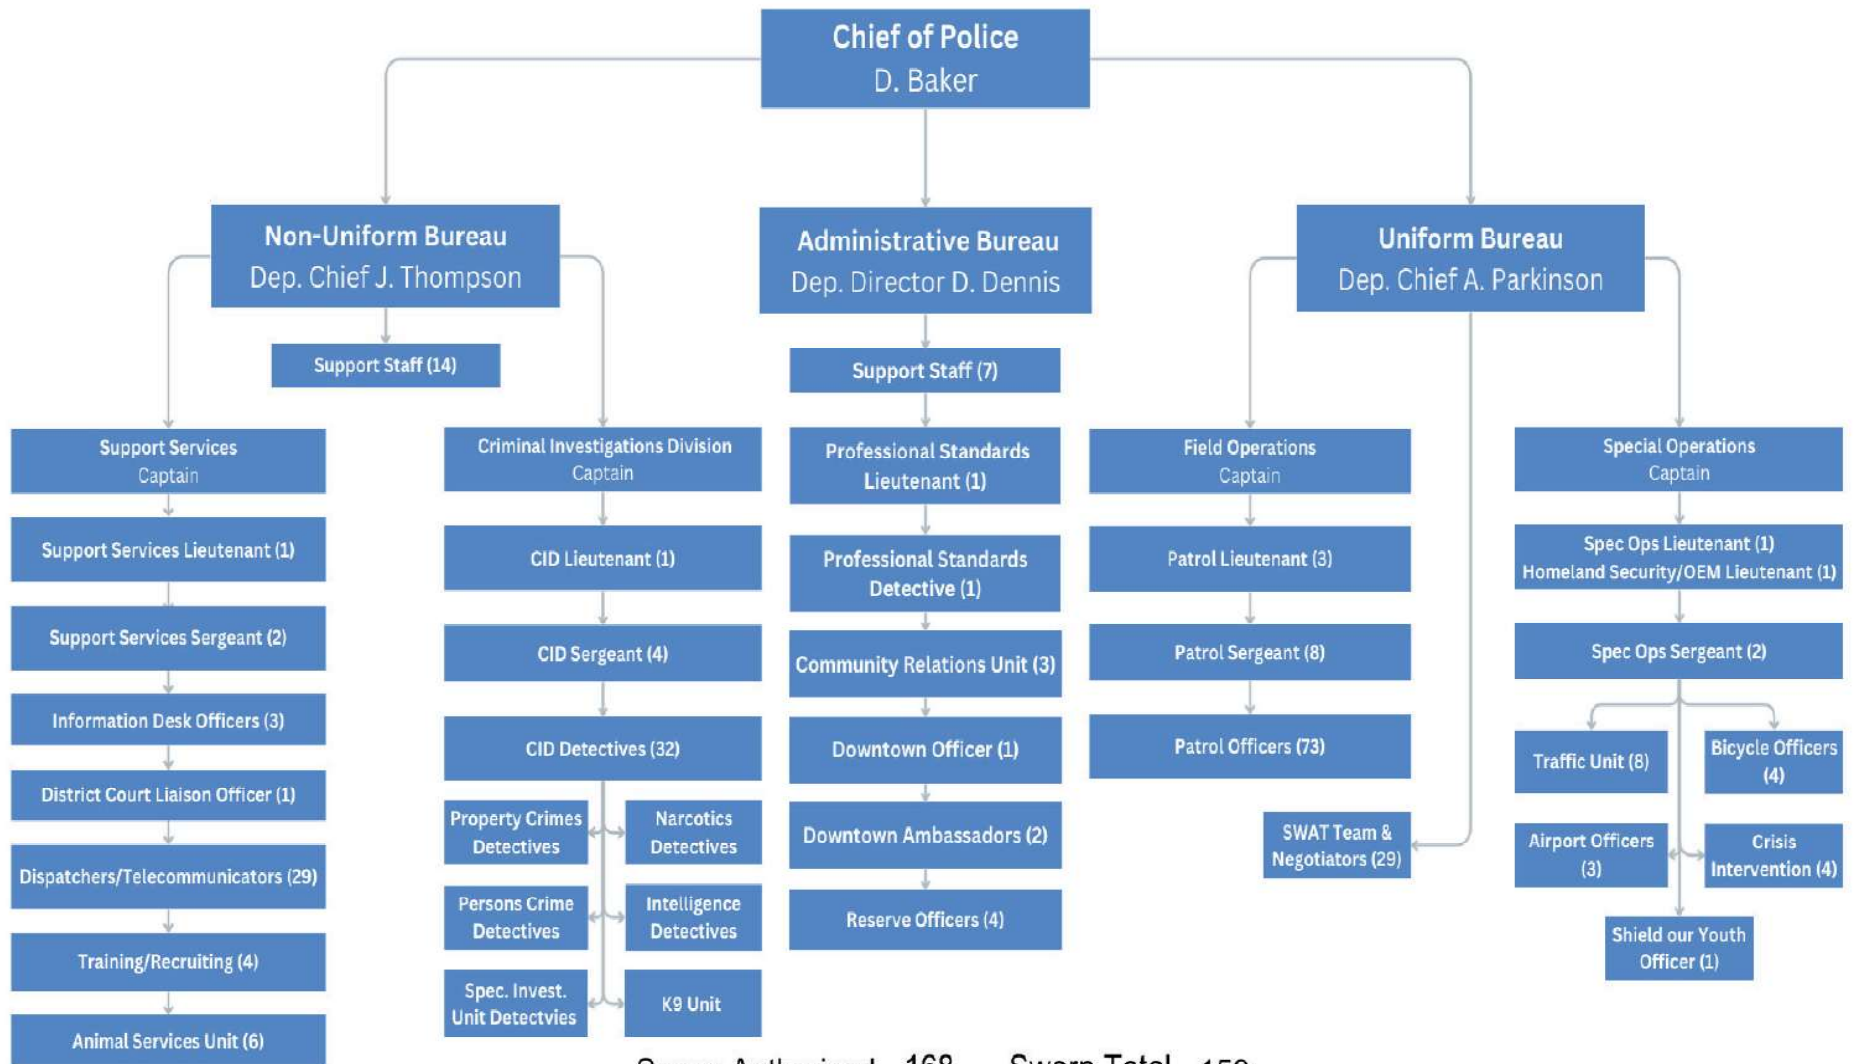 Chief of Police
D. Baker
Non-Uniform Bureau
Dep. Chief J. Thompson
Administrative Bureau
Dep. Director D. Dennis
Uniform Bureau
Dep. Chief A. Parkinson
Support Staff (14)
Support Staff (7)
Support Services
Captain
Support Services Lieutenant (1)
Support Services Sergeant (2)
Information Desk Officers (3)
District Court Liaison Officer (1)
Dispatchers/Telecommunicators (29)
Training/Recruiting (4)
Animal Services Unit (6)
Criminal Investigations Division
Captain
CID Lieutenant (1)
CID Sergeant (4)
CID Detectives (32)
Property Crimes
Detectives
Narcotics
Detectives
Persons Crime
Detectives
Intelligence
Detectives
Spec. Invest.
Unit Detectvies
K9 Unit
Professional Standards
Lieutenant (1)
Professional Standards
Detective (1)
Community Relations Unit (3)
Downtown Officer (1)
Downtown Ambassadors (2)
Reserve Officers (4)
Field Operations
Captain
Patrol Lieutenant (3)
Patrol Sergeant (8)
Patrol Officers (73)
SWAT Team &
Negotiators (29)
Special Operations
Captain
Spec Ops Lieutenant (1)
Homeland Security/OEM Lieutenant (1)
Spec Ops Sergeant (2)
Traffic Unit (8)
Bicycle Officers
(4)
Airport Officers
(3)
Crisis
Intervention (4)
Shield our Youth
Officer (1)
Authorized 168 Sworn Total